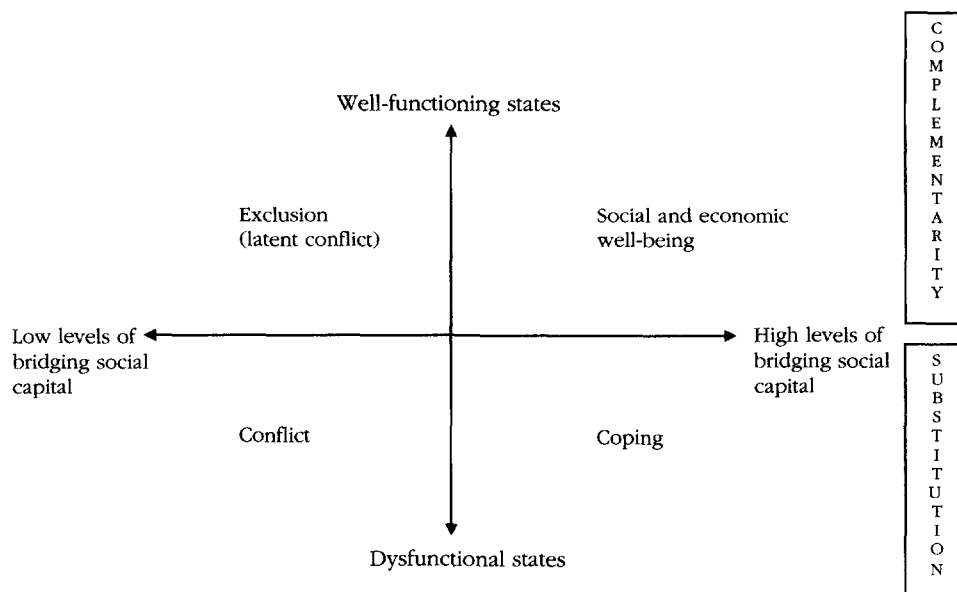 Well-functioning states
Exclusion
(latent conflict)
Social and economic
well-being
Low levels of
bridging social
capital
High levels of
bridging social
capital
Conflict
Coping
Dysfunctional states
COMPLEMENTARITY
SUBSTITUTION